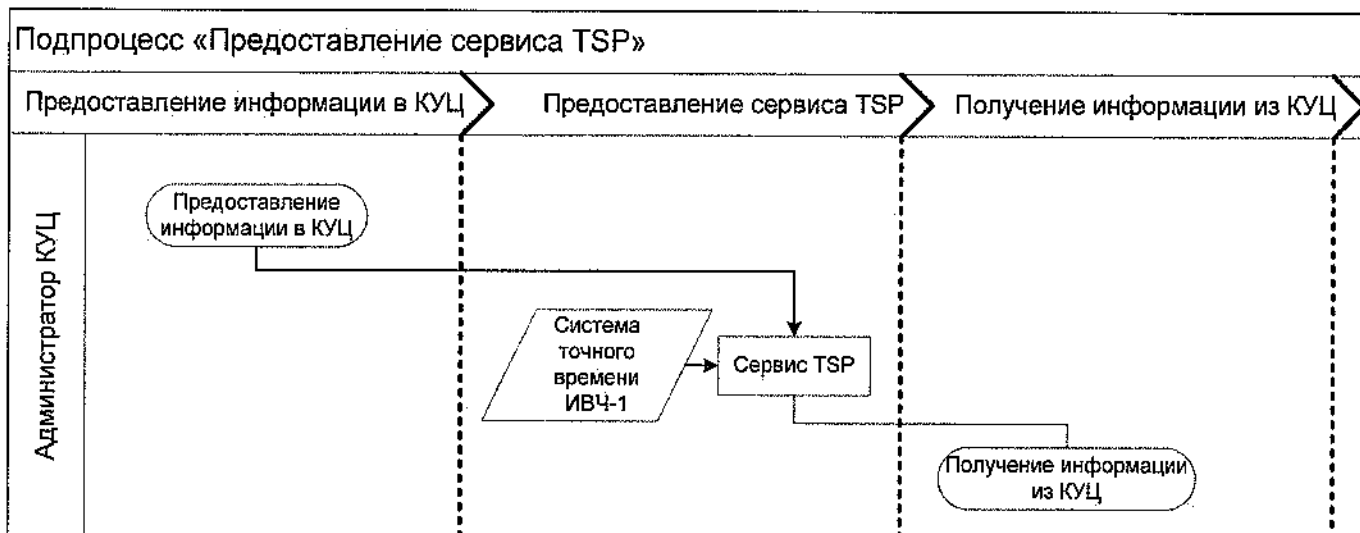 Подпроцесс «Предоставление сервиса TSP»
Предоставление информации в КУЦ
Предоставление сервиса TSP
Получение информации из КУЦ
Администратор КУЦ
Предоставление
информации в КУЦ
Система
точного
времени
ИВЧ-1
Сервис TSP
Получение информации
из КУЦ